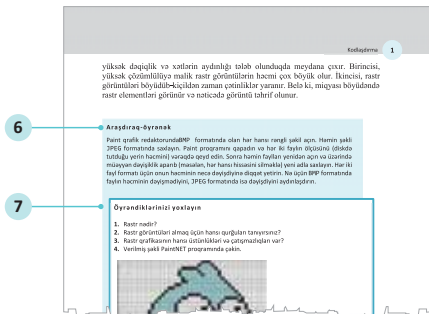 Kodlaşdırma 1
yüksək dəqiqlik və xətlərin aydınlığı tələb olunduqda meydana çıxır. Birincisi,
yüksək çözümlülüyə malik rastr görüntülərin həcmi çox böyük olur. İkincisi, rastr
görüntüləri böyüdüb-kiçildən zaman çətinliklər yaranır. Belə ki, miqyası böyüdəndə
rastr elementləri görünür və nəticədə görüntü təhrif olunur.
6
Araşdıraq-öyrənək
Paint qrafik redaktorundaBMP formatında olan hər hansı rəngli şəkil açın. Həmin şəkli
JPEG formatında saxlayın. Paint proqramını qapadın və hər iki faylın ölçüsünü (diskdə
tutduğu yerin həcmini) vərəqdə qeyd edin. Sonra həmin faylları yenidən açın və üzərində
müəyyən dəyişiklik aparıb (məsələn, hər hansı hissəsini silməklə) yeni adla saxlayın. Hər iki
fayl formatı üçün onun həcminin necə dəyişdiyinə diqqət yetirin. Nə üçün BMP formatında
faylın həcminin dəyişmədiyini, JPEG formatında isə dəyişdiyini aydınlaşdırın.
7
Öyrəndiklərinizi yoxlayın
1. Rastr nədir?
2. Rastr görüntüləri almaq üçün hansı qurğuları tanıyırsınız?
3. Rastr qrafikasının hansı üstünlükləri və çatışmazlıqları var?
4. Verilmiş şəkli PaintNET proqramında çəkin.